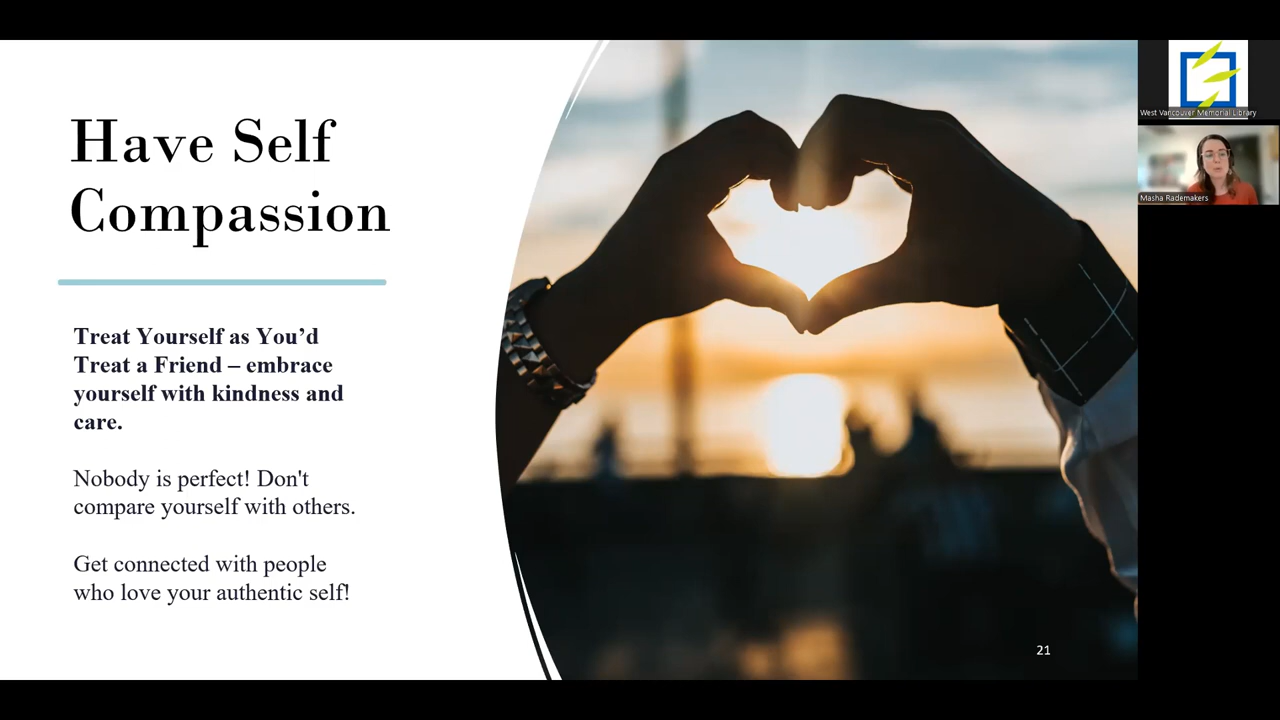 Have Self
Compassion
Treat Yourself as You’d
Treat a Friend – embrace
yourself with kindness and
care.
Nobody is perfect! Don't
compare yourself with others.
Get connected with people
who love your authentic self!
21
West Vancouver Memorial Library
Masha Rademakers